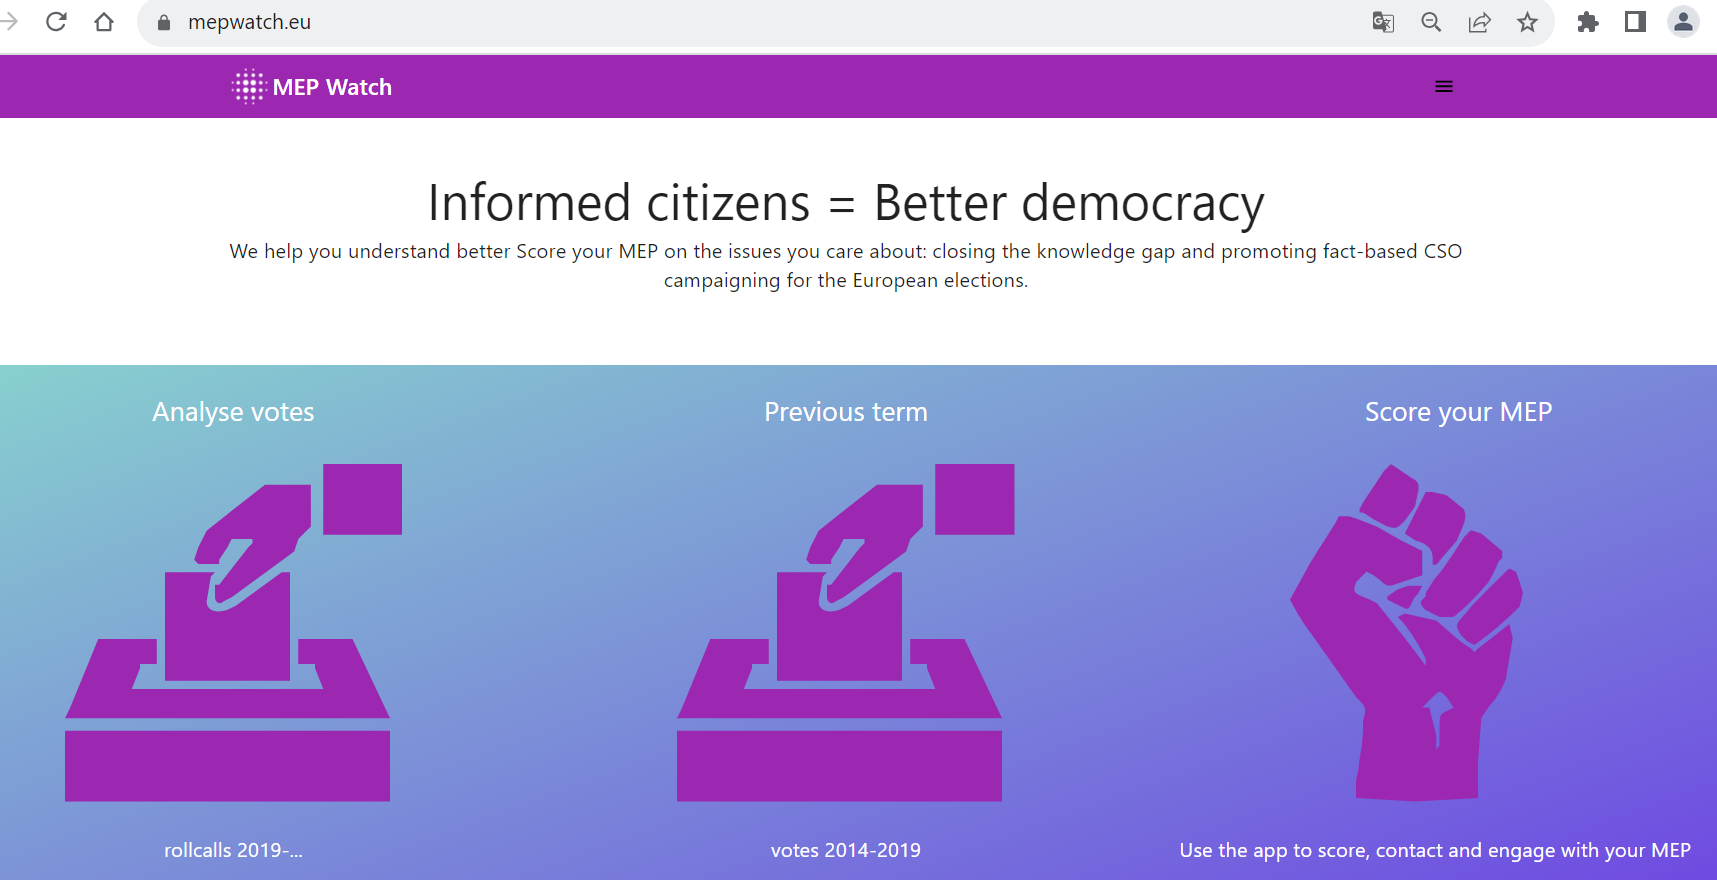 mepwatch.eu
MEP Watch
Informed citizens = Better democracy
We help you understand better Score your MEP on the issues you care about: closing the knowledge gap and promoting fact-based CSO
campaigning for the European elections.
Analyse votes
Previous term
Score your MEP
rollcalls 2019-...
votes 2014-2019
Use the app to score, contact and engage with your MEP